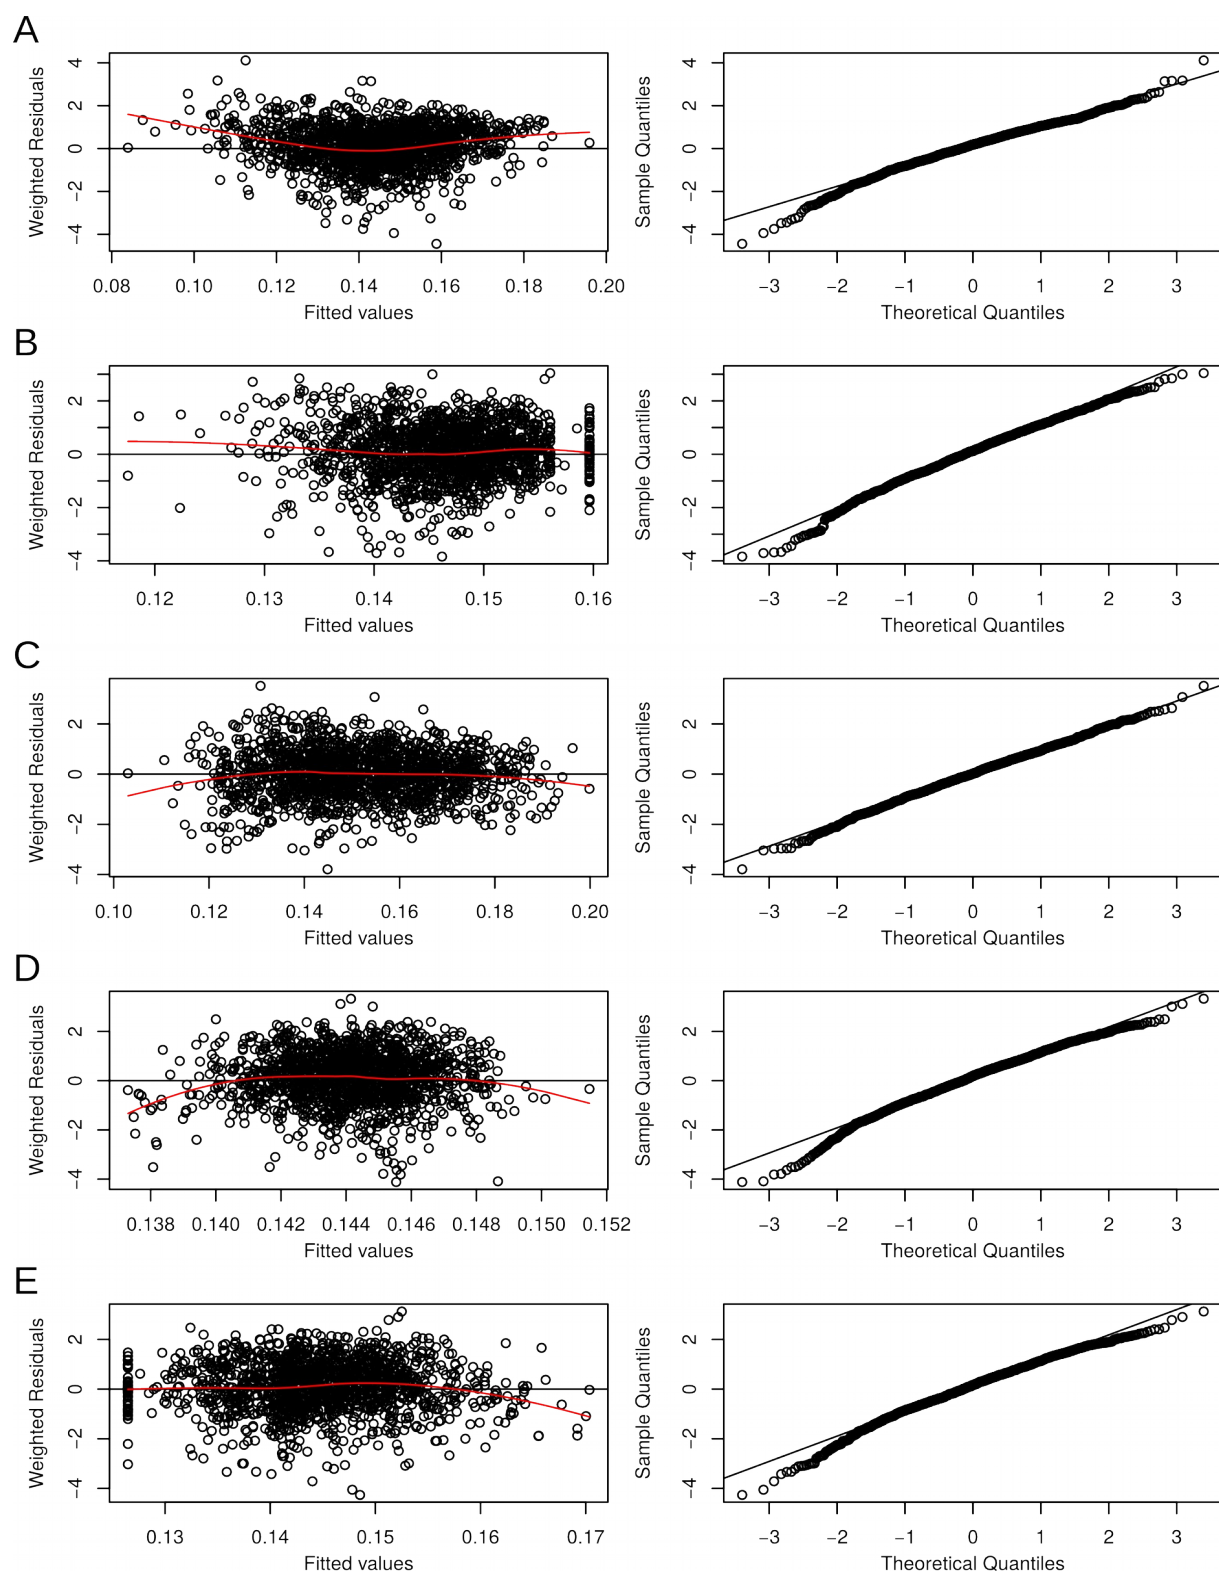 A
Weighted Residuals
4
2
0
−2
−4
0.08 0.10 0.12 0.14 0.16 0.18 0.20
Fitted values
Sample Quantiles
4
2
0
−2
−4
−3 −2 −1 0 1 2 3
Theoretical Quantiles
B
Weighted Residuals
2
0
−2
−4
0.12 0.13 0.14 0.15 0.16
Fitted values
Sample Quantiles
2
0
−2
−4
−3 −2 −1 0 1 2 3
Theoretical Quantiles
C
Weighted Residuals
2
0
−2
−4
0.10 0.12 0.14 0.16 0.18 0.20
Fitted values
Sample Quantiles
2
0
−2
−4
−3 −2 −1 0 1 2 3
Theoretical Quantiles
D
Weighted Residuals
2
0
−2
−4
0.138 0.140 0.142 0.144 0.146 0.148 0.150 0.152
Fitted values
Sample Quantiles
2
0
−2
−4
−3 −2 −1 0 1 2 3
Theoretical Quantiles
E
Weighted Residuals
2
0
−2
−4
0.13 0.14 0.15 0.16 0.17
Fitted values
Sample Quantiles
2
0
−2
−4
−3 −2 −1 0 1 2 3
Theoretical Quantiles